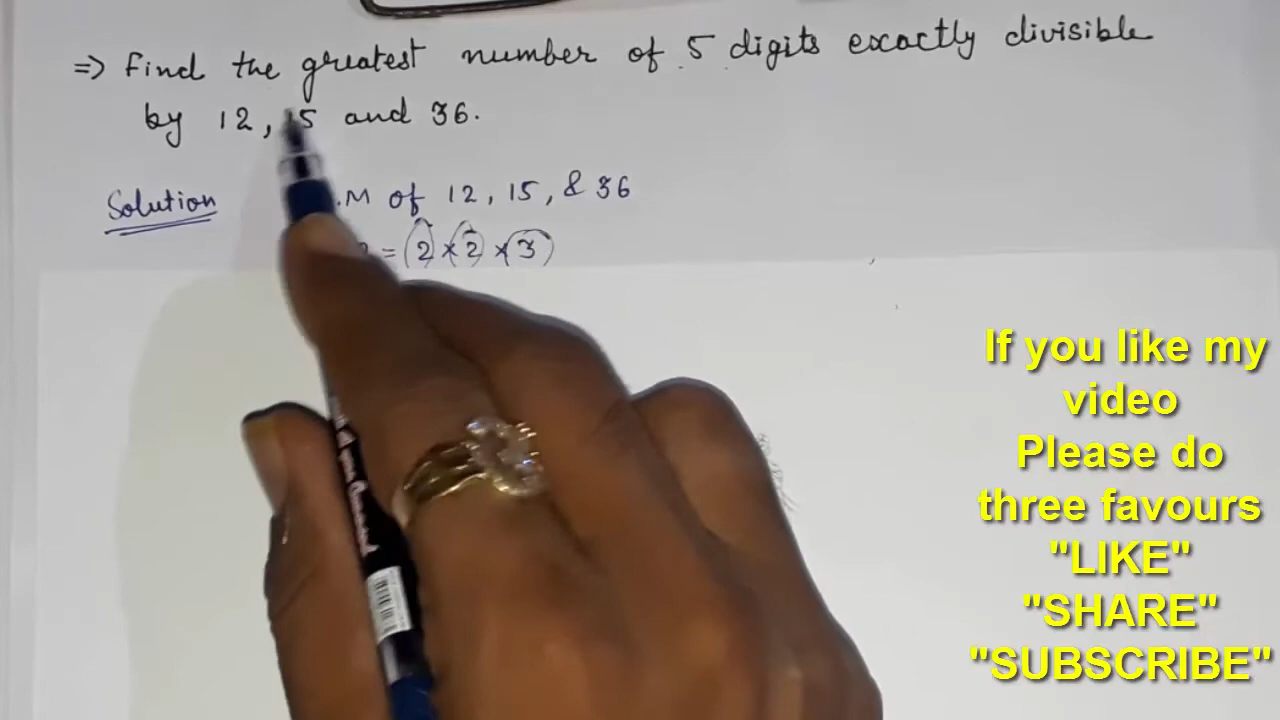 ⇒ Find the greatest number of 5 digits exactly divisible
by 12, 15 and 36.
Solution .M of 12, 15, & 36
= 2 × 2 × 3
If you like my
video
Please do
three favours
"LIKE"
"SHARE"
"SUBSCRIBE"